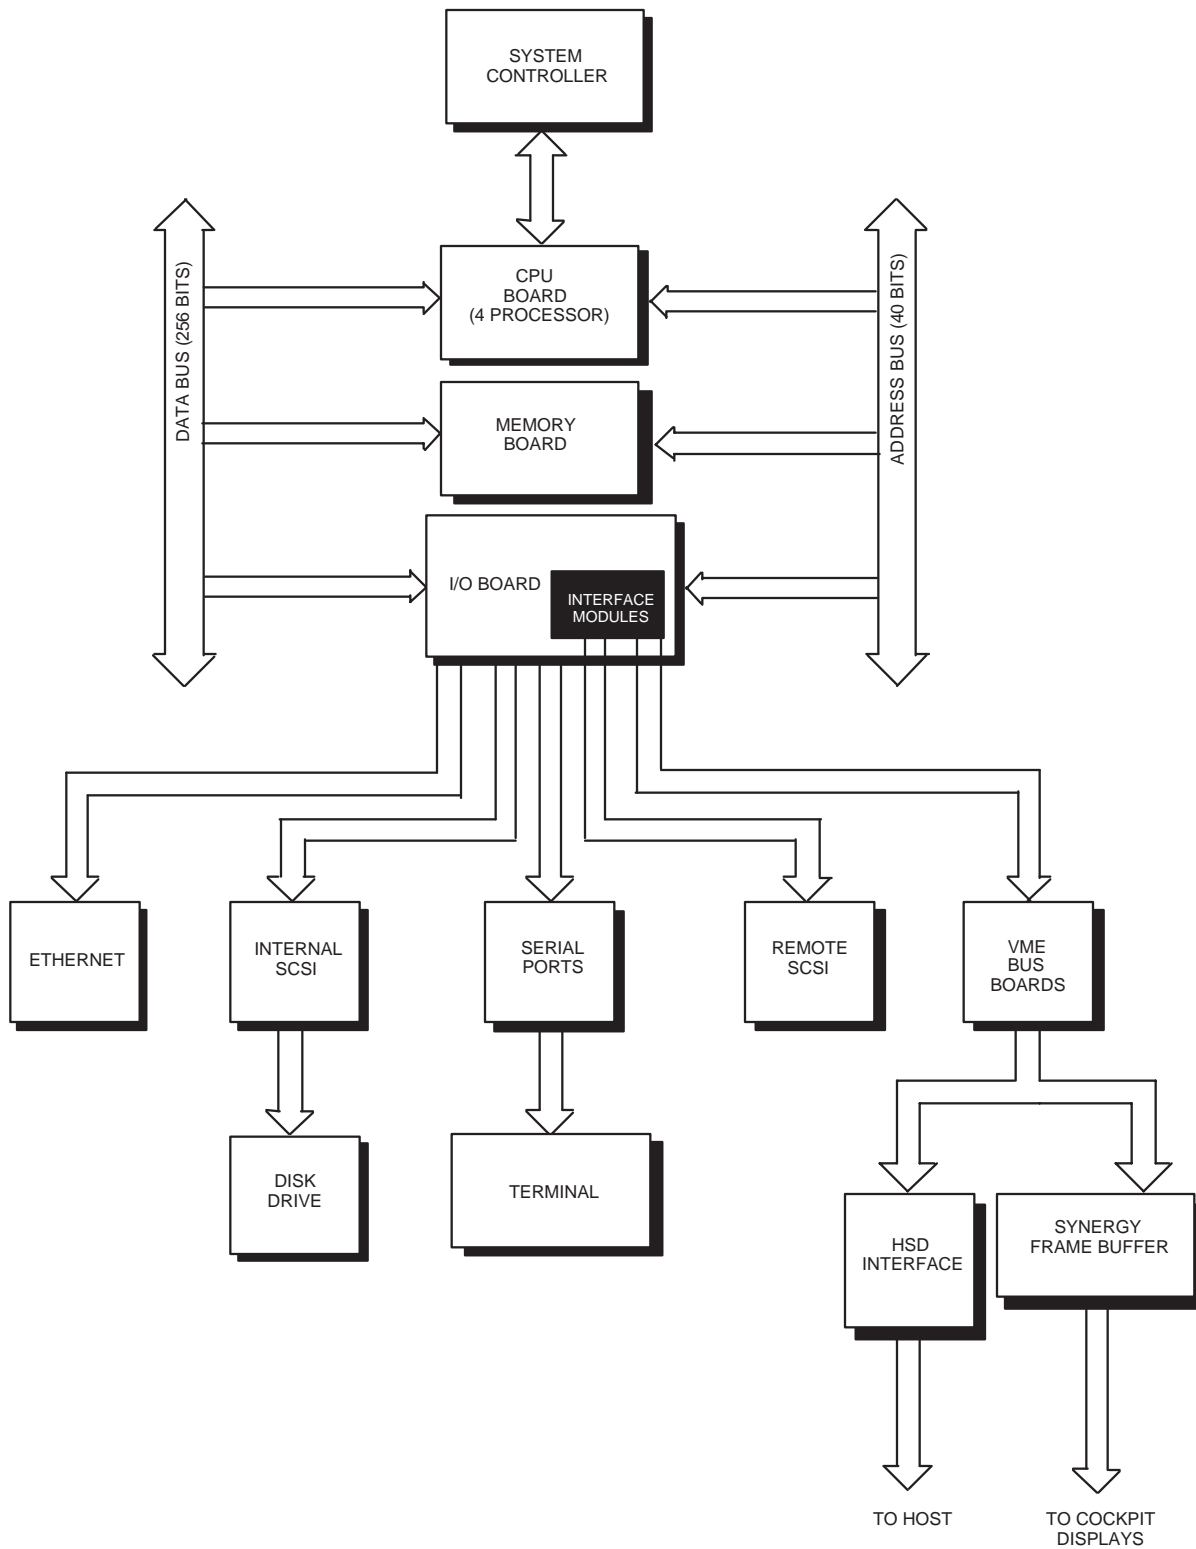 SYSTEM
CONTROLLER
DATA BUS (256 BITS)
CPU
BOARD
(4 PROCESSOR)
ADDRESS BUS (40 BITS)
MEMORY
BOARD
I/O BOARD
INTERFACE
MODULES
ETHERNET
INTERNAL
SCSI
SERIAL
PORTS
REMOTE
SCSI
VME
BUS
BOARDS
DISK
DRIVE
TERMINAL
HSD
INTERFACE
SYNERGY
FRAME BUFFER
TO HOST
TO COCKPIT
DISPLAYS